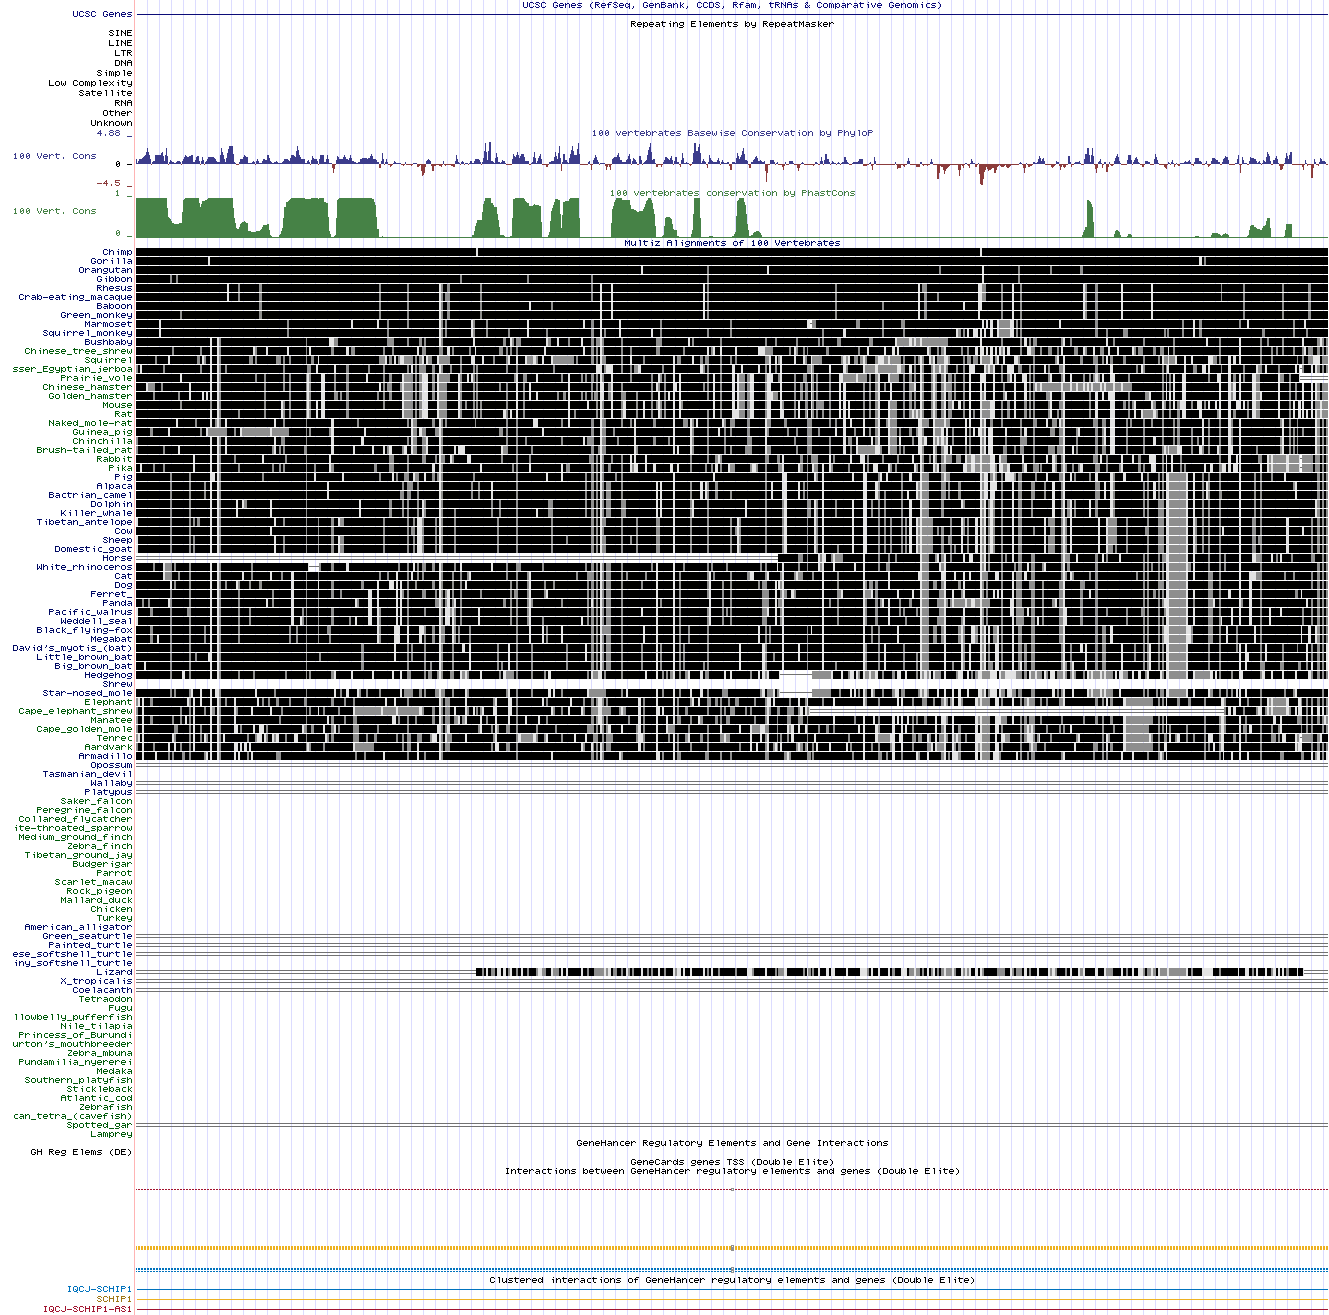 UCSC Genes (RefSeq, GenBank, CCDS, Rfam, tRNAs & Comparative Genomics)
UCSC Genes
Repeating Elements by RepeatMasker
SINE
LINE
LTR
DNA
Simple
Low Complexity
Satellite
RNA
Other
Unknown
4.88 _
100 vertebrates Basewise Conservation by PhyloP
100 Vert. Cons
0 _
-4.5 _
1 _
100 vertebrates conservation by PhastCons
100 Vert. Cons
0 _
Multiz Alignments of 100 Vertebrates
Chimp
Gorilla
Orangutan
Gibbon
Rhesus
Crab-eating_macaque
Baboon
Green_monkey
Marmoset
Squirrel_monkey
Bushbaby
Chinese_tree_shrew
Squirrel
sser_Egyptian_jerboa
Prairie_vole
Chinese_hamster
Golden_hamster
Mouse
Rat
Naked_mole-rat
Guinea_pig
Chinchilla
Brush-tailed_rat
Rabbit
Pika
Pig
Alpaca
Bactrian_camel
Dolphin
Killer_whale
Tibetan_antelope
Cow
Sheep
Domestic_goat
Horse
White_rhinoceros
Cat
Dog
Ferret_
Panda
Pacific_walrus
Weddell_seal
Black_flying-fox
Megabat
David's_myotis_(bat)
Little_brown_bat
Big_brown_bat
Hedgehog
Shrew
Star-nosed_mole
Elephant
Cape_elephant_shrew
Manatee
Cape_golden_mole
Tenrec
Aardvark
Armadillo
Opossum
Tasmanian_devil
Wallaby
Platypus
Saker_falcon
Peregrine_falcon
Collared_flycatcher
ite-throated_sparrow
Medium_ground_finch
Zebra_finch
Tibetan_ground_jay
Budgerigar
Parrot
Scarlet_macaw
Rock_pigeon
Mallard_duck
Chicken
Turkey
American_alligator
Green_seaturtle
Painted_turtle
ese_softshell_turtle
iny_softshell_turtle
Lizard
X_tropicalis
Coelacanth
Tetraodon
Fugu
llowbelly_pufferfish
Nile_tilapia
Princess_of_Burundi
urton's_mouthbreeder
Zebra_mbuna
Pundamilia_nyererei
Medaka
Southern_platyfish
Stickleback
Atlantic_cod
Zebrafish
can_tetra_(cavefish)
Spotted_gar
Lamprey
GeneHancer Regulatory Elements and Gene Interactions
GH Reg Elems (DE)
GeneCards genes TSS (Double Elite)
Interactions between GeneHancer regulatory elements and genes (Double Elite)
Clustered interactions of GeneHancer regulatory elements and genes (Double Elite)
IQCJ-SCHIP1
SCHIP1
IQCJ-SCHIP1-AS1